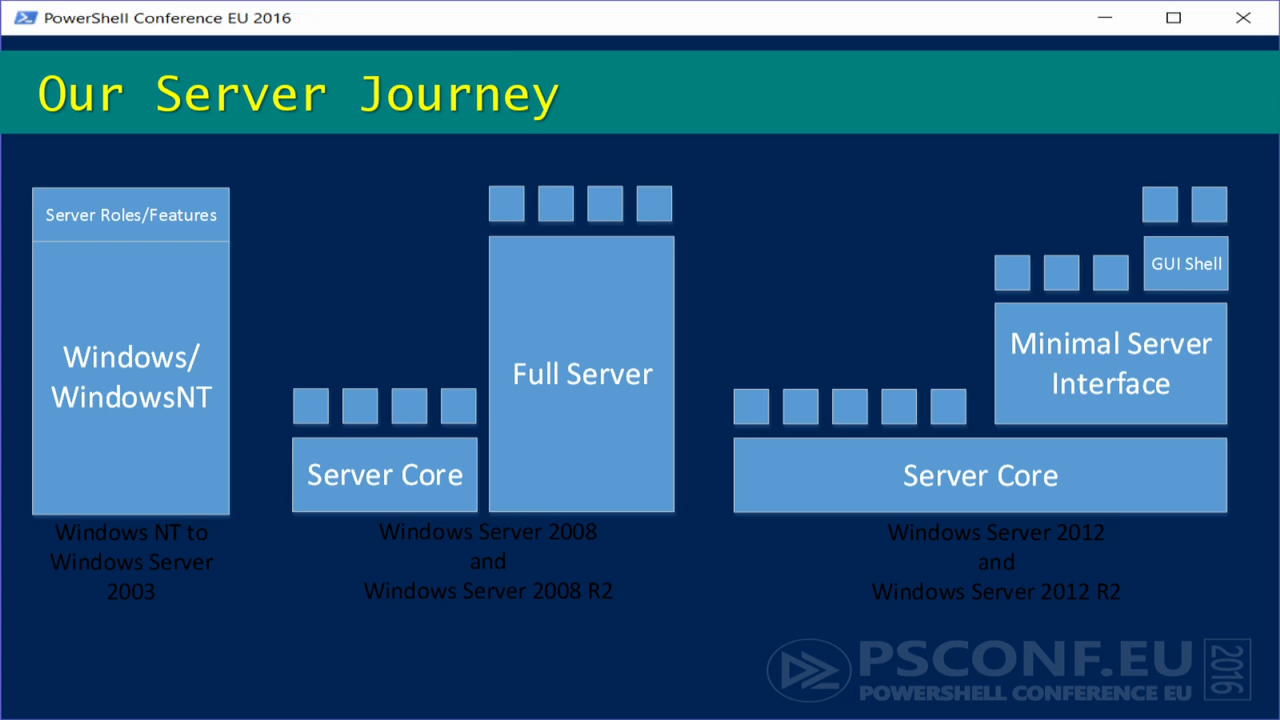 PowerShell Conference EU 2016
Our Server Journey
Server Roles/Features
Windows/
WindowsNT
Windows NT to
Windows Server
2003
Server Core
Full Server
Windows Server 2008
and
Windows Server 2008 R2
GUI Shell
Minimal Server
Interface
Server Core
Windows Server 2012
and
Windows Server 2012 R2
PSCONF.EU
POWERSHELL CONFERENCE EU
2016